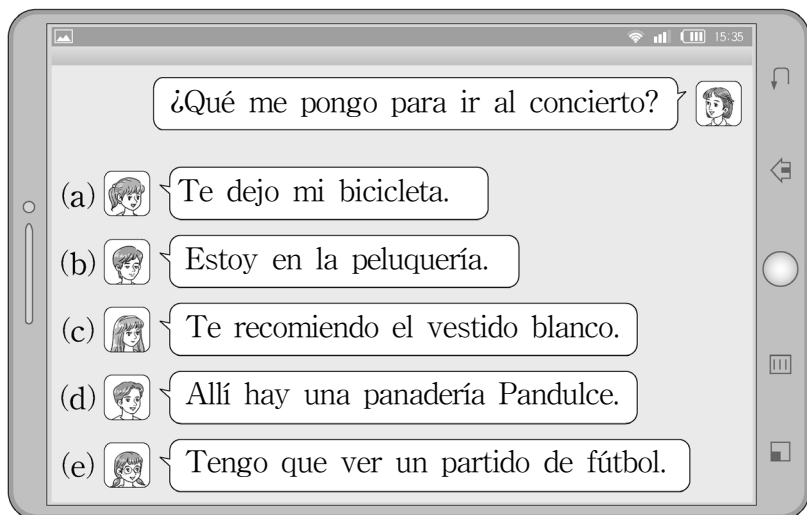 15:35
¿Qué me pongo para ir al concierto?
(a) Te dejo mi bicicleta.
(b) Estoy en la peluquería.
(c) Te recomiendo el vestido blanco.
(d) Allí hay una panadería Pandulce.
(e) Tengo que ver un partido de fútbol.